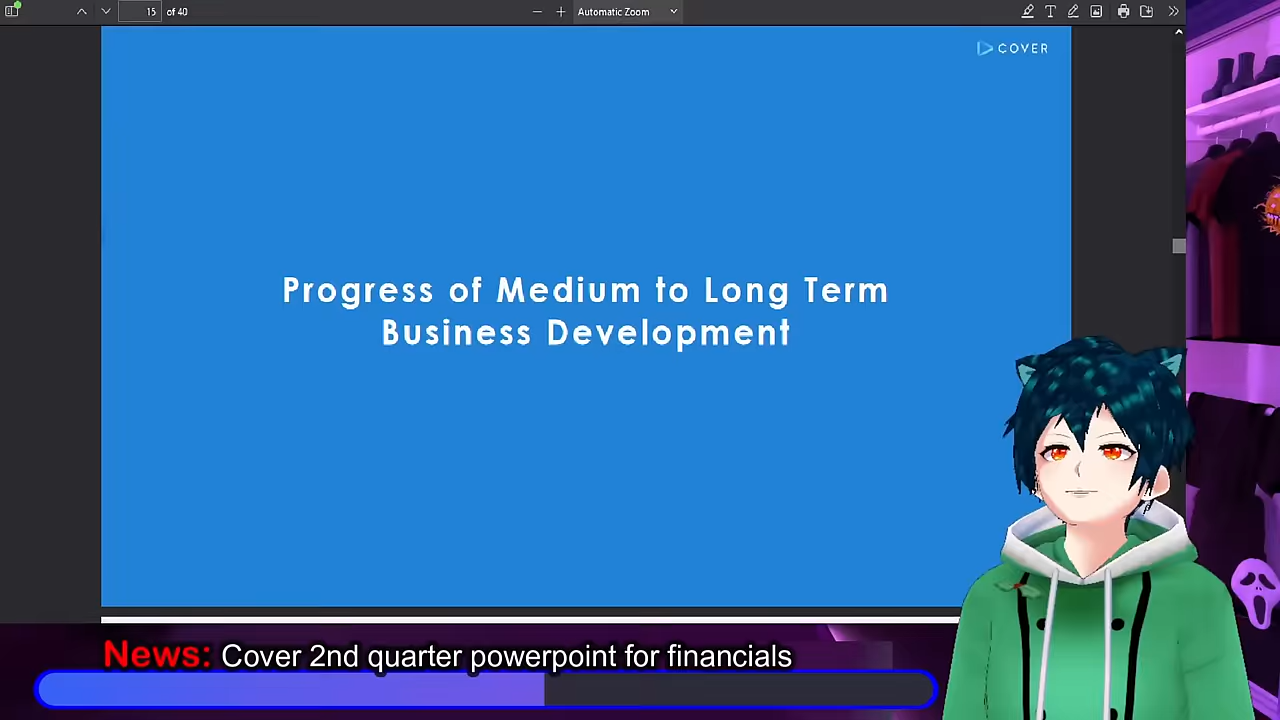 15 of 40
Automatic Zoom
COVER
Progress of Medium to Long Term
Business Development
News: Cover 2nd quarter powerpoint for financials